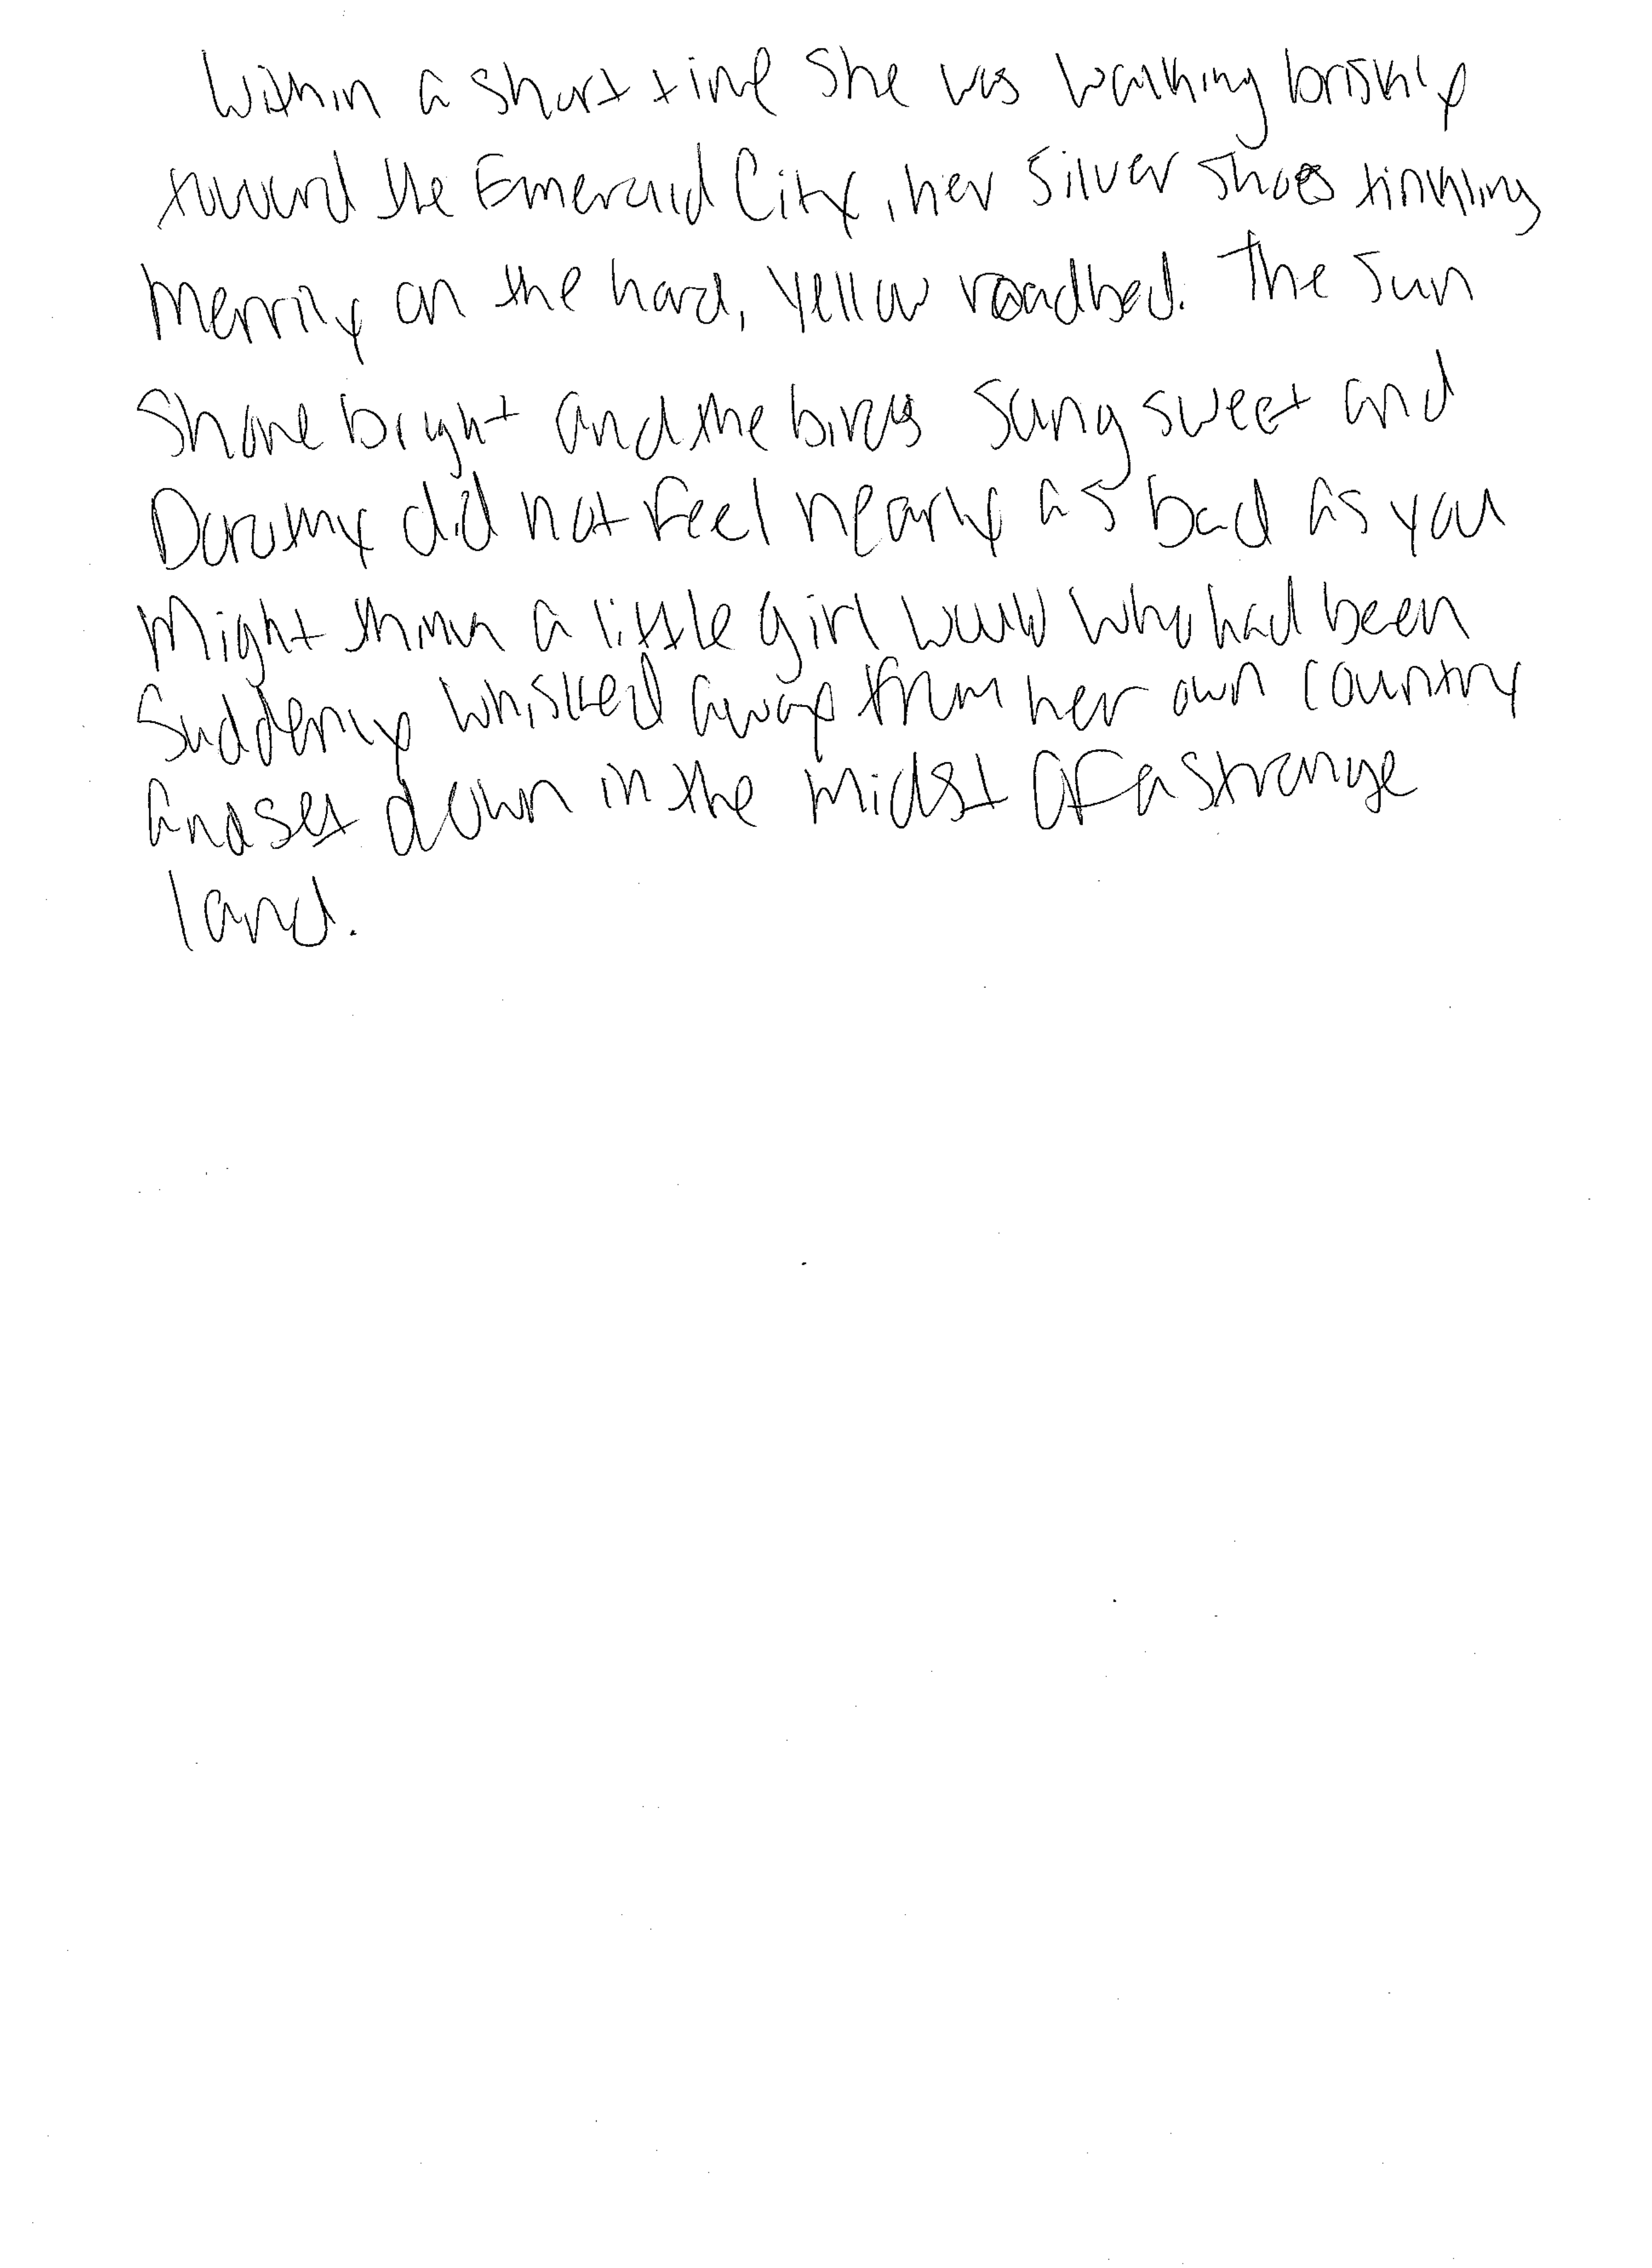 Within a short time she was walking briskly
toward the Emerald City, her Silver Shoes tinkling
merrily on the hard, yellow roadbed. The sun
shone bright and the birds sang sweet and
Dorothy did not feel nearly as bad as you
might think a little girl would who had been
suddenly whisked away from her own country
and set down in the midst of a strange
land.